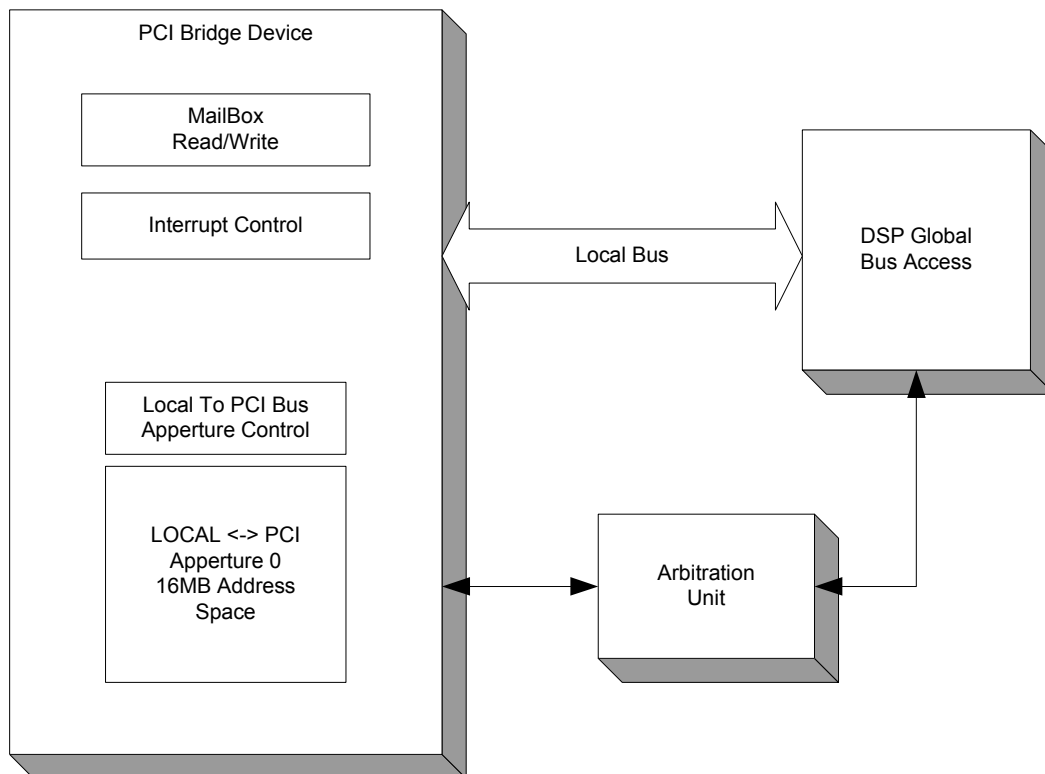 PCI Bridge Device
MailBox
Read/Write
Interrupt Control
Local Bus
DSP Global
Bus Access
Local To PCI Bus
Apperture Control
LOCAL <-> PCI
Apperture 0
16MB Address
Space
Arbitration
Unit